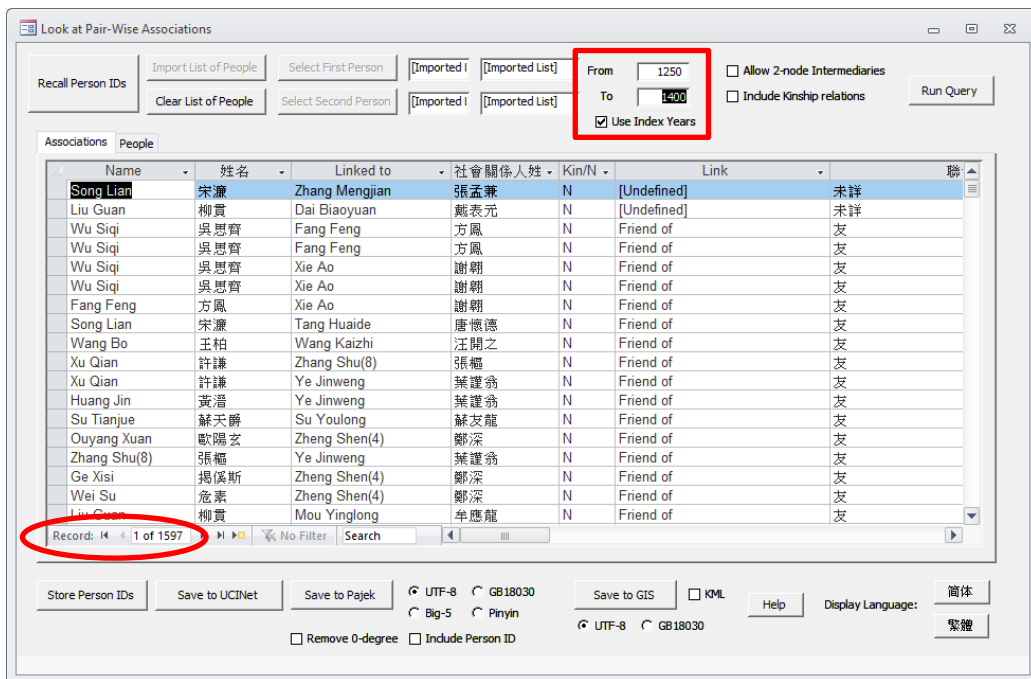 Look at Pair-Wise Associations
Recall Person IDs
Import List of People
Select First Person
[Imported l
[Imported List]
From
1250
Allow 2-node Intermediaries
Run Query
Clear List of People
Select Second Person
[Imported l
[Imported List]
To
1400
Include Kinship relations
Use Index Years
Associations People
Name 姓名 Linked to 社會關係人姓 Kin/N Link 聯
Song Lian 宋濂 Zhang Mengjian 張孟兼 N [Undefined] 未詳
Liu Guan 柳貫 Dai Biaoyuan 戴表元 N [Undefined] 未詳
Wu Siqi 吳思齊 Fang Feng 方鳳 N Friend of 友
Wu Siqi 吳思齊 Fang Feng 方鳳 N Friend of 友
Wu Siqi 吳思齊 Xie Ao 謝翱 N Friend of 友
Wu Siqi 吳思齊 Xie Ao 謝翱 N Friend of 友
Fang Feng 方鳳 Xie Ao 謝翱 N Friend of 友
Song Lian 宋濂 Tang Huaide 唐懷德 N Friend of 友
Wang Bo 王柏 Wang Kaizhi 汪開之 N Friend of 友
Xu Qian 許謙 Zhang Shu(8) 張樞 N Friend of 友
Xu Qian 許謙 Ye Jinweng 葉謹翁 N Friend of 友
Huang Jin 黃溍 Ye Jinweng 葉謹翁 N Friend of 友
Su Tianjue 蘇天爵 Su Youlong 蘇友龍 N Friend of 友
Ouyang Xuan 歐陽玄 Zheng Shen(4) 鄭深 N Friend of 友
Zhang Shu(8) 張樞 Ye Jinweng 葉謹翁 N Friend of 友
Ge Xisi 揭傒斯 Zheng Shen(4) 鄭深 N Friend of 友
Wei Su 危素 Zheng Shen(4) 鄭深 N Friend of 友
Liu Guan 柳貫 Mou Yinglong 牟應龍 N Friend of 友
Record: 1 of 1597 No Filter Search
Store Person IDs
Save to UCINet
Save to Pajek
UTF-8 GB18030
Big-5 Pinyin
Remove 0-degree Include Person ID
Save to GIS
KML
UTF-8 GB18030
Help
Display Language:
简体
繁體